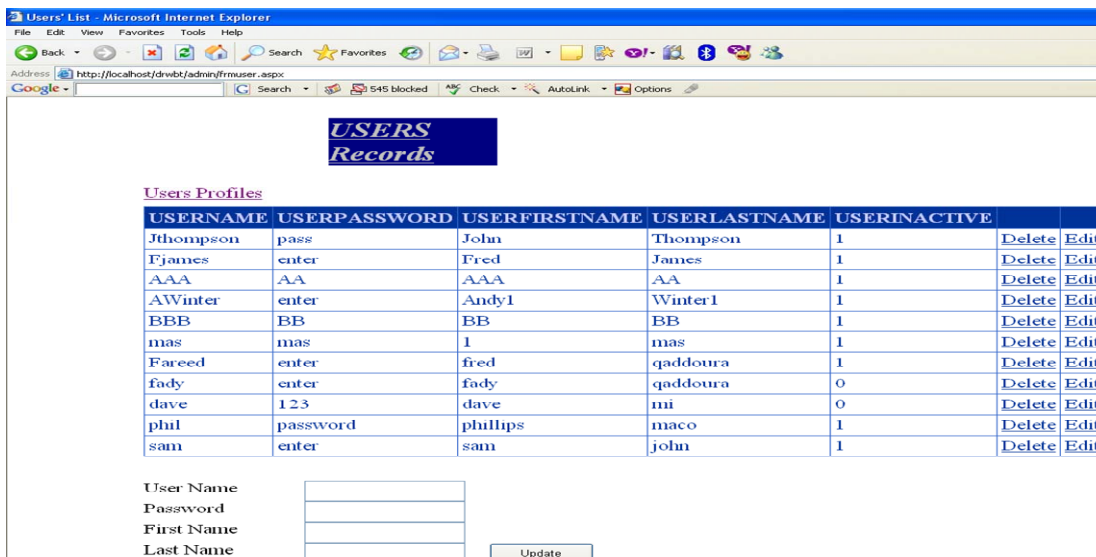 Users' List - Microsoft Internet Explorer
File Edit View Favorites Tools Help
Back Search Favorites
Address http://localhost/drwbt/admin/frmuser.aspx
Google Search 545 blocked ABC Check AutoLink Options
USERS
Records
Users Profiles
USERNAME USERPASSWORD USERFIRSTNAME USERLASTNAME USERINACTIVE
Jthompson pass John Thompson 1 Delete Edit
Fjames enter Fred James 1 Delete Edit
AAA AA AAA AA 1 Delete Edit
AWinter enter Andy1 Winter1 1 Delete Edit
BBB BB BB BB 1 Delete Edit
mas mas 1 mas 1 Delete Edit
Fareed enter fred qaddoura 1 Delete Edit
fady enter fady qaddoura 0 Delete Edit
dave 123 dave mi 0 Delete Edit
phil password phillips maco 1 Delete Edit
sam enter sam john 1 Delete Edit
User Name
Password
First Name
Last Name Update